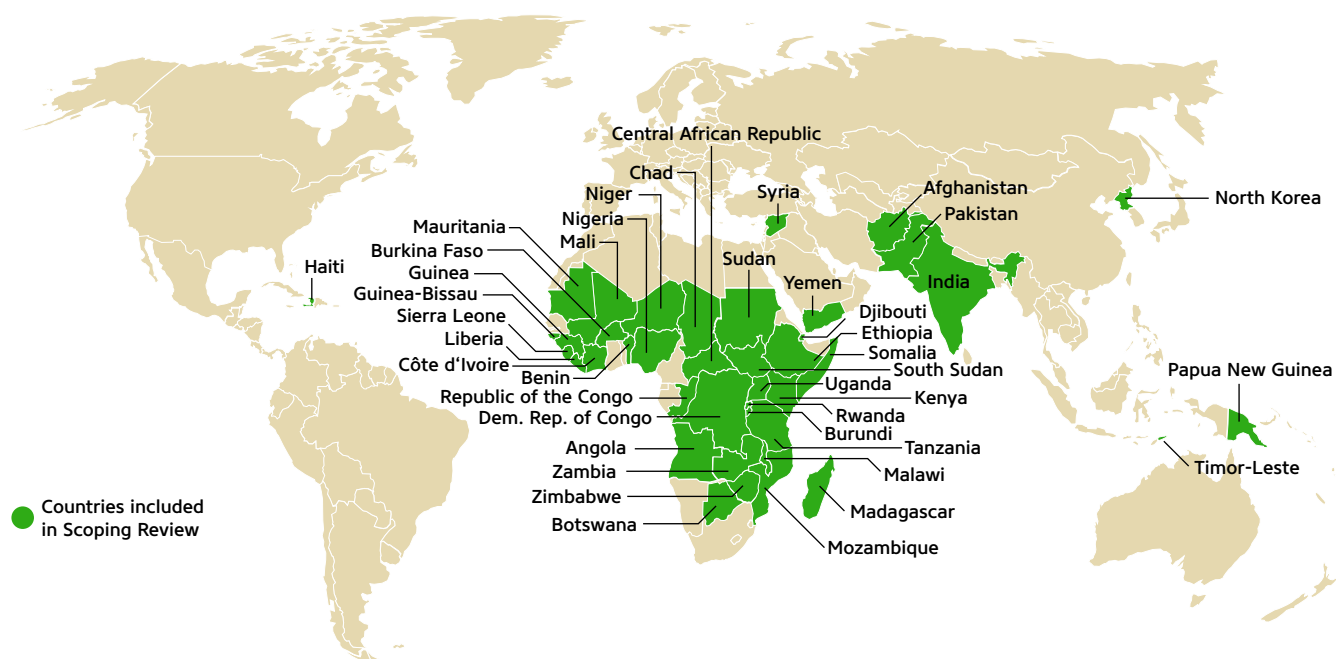 Central African Republic
Chad
Niger
Syria
Afghanistan
North Korea
Nigeria
Pakistan
Mauritania
Mali
Burkina Faso
Sudan
Haiti
Guinea
Yemen
India
Guinea-Bissau
Djibouti
Sierra Leone
Ethiopia
Liberia
Somalia
Côte d‘Ivoire
South Sudan
Papua New Guinea
Benin
Uganda
Republic of the Congo
Kenya
Dem. Rep. of Congo
Rwanda
Burundi
Angola
Tanzania
Timor-Leste
Zambia
Malawi
Zimbabwe
Countries included
in Scoping Review
Madagascar
Botswana
Mozambique